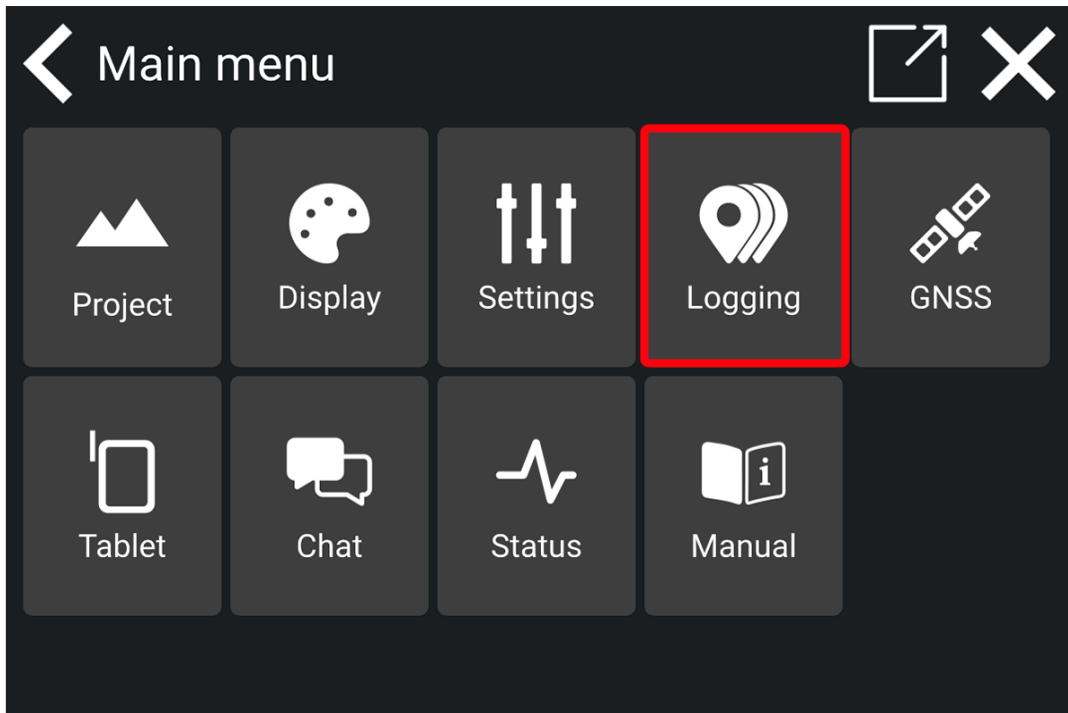 Main menu
Project
Display
Settings
Logging
GNSS
Tablet
Chat
Status
Manual